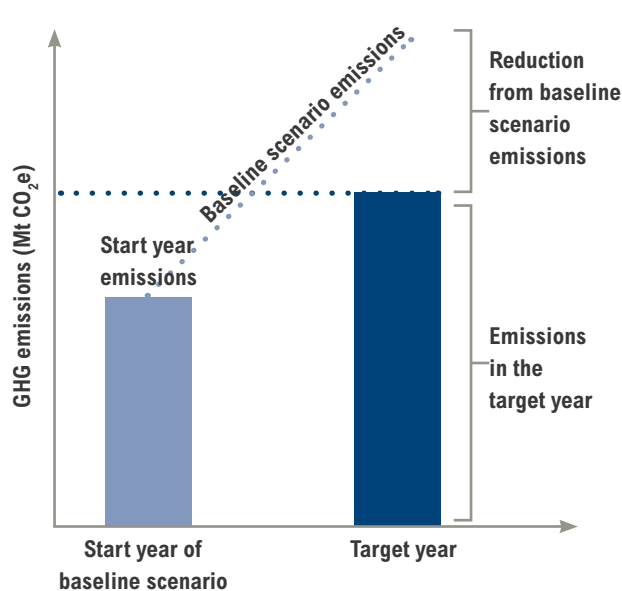 Reduction
from baseline
scenario
emissions
Baseline scenario emissions
Start year
emissions
GHG emissions (Mt CO₂e)
Emissions
in the
target year
Start year of
baseline scenario
Target year